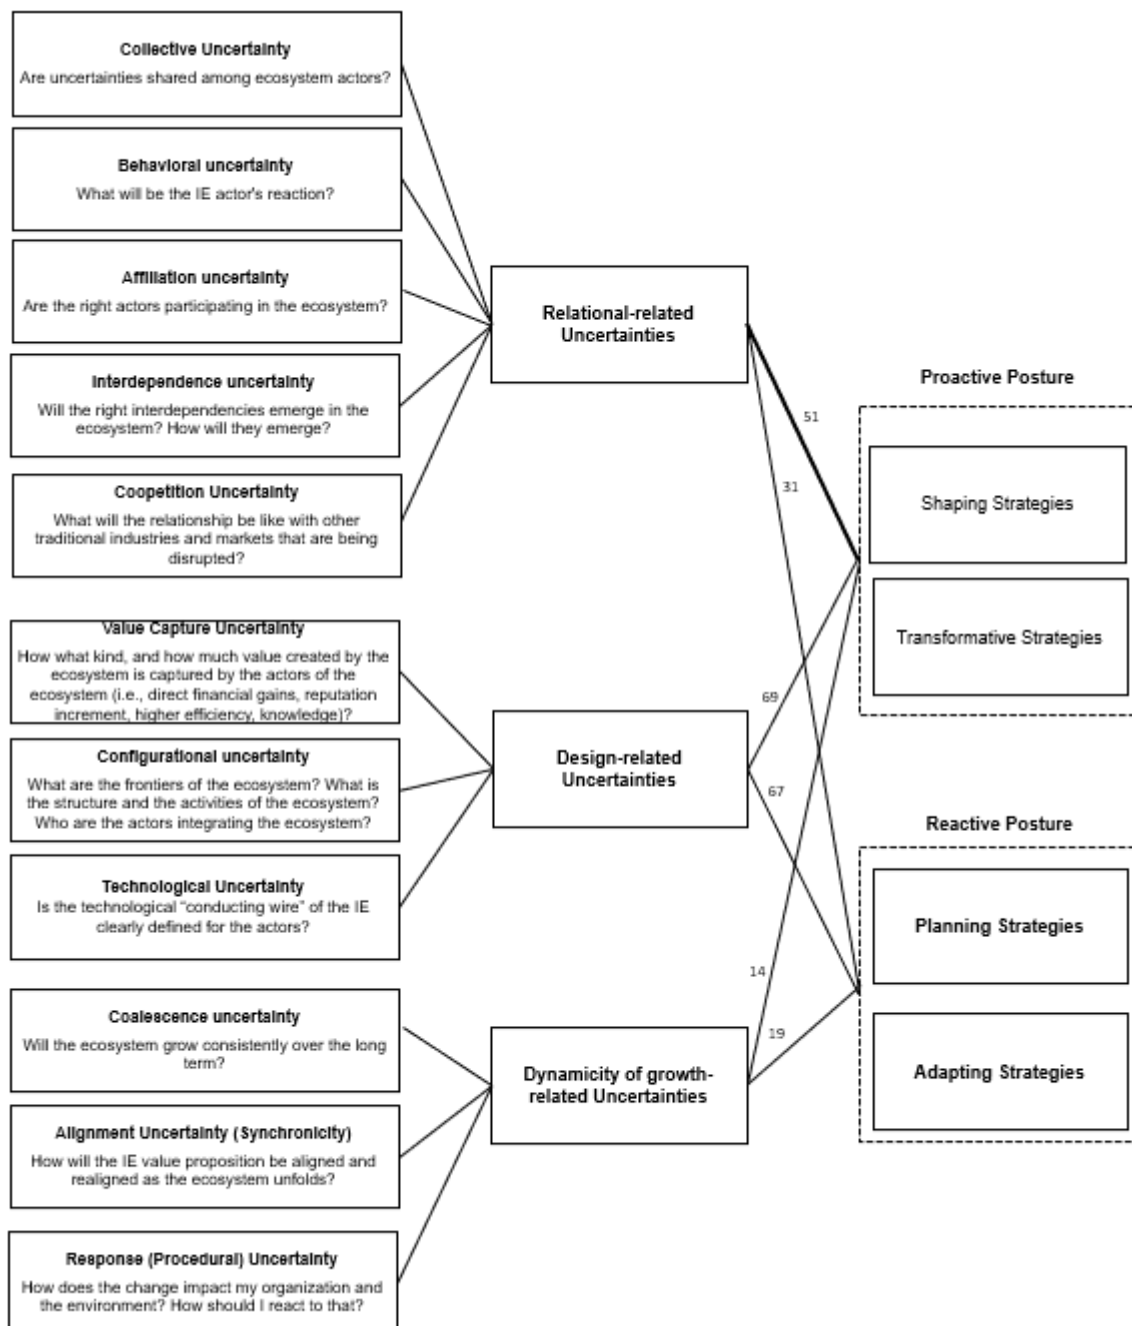 Collective Uncertainty
Are uncertainties shared among ecosystem actors?
Behavioral uncertainty
What will be the IE actor's reaction?
Affiliation uncertainty
Are the right actors participating in the ecosystem?
Interdependence uncertainty
Will the right interdependencies emerge in the
ecosystem? How will they emerge?
Coopetition Uncertainty
What will the relationship be like with other
traditional industries and markets that are being
disrupted?
Value Capture Uncertainty
How what kind, and how much value created by the
ecosystem is captured by the actors of the
ecosystem (i.e., direct financial gains, reputation
increment, higher efficiency, knowledge)?
Configurational uncertainty
What are the frontiers of the ecosystem? What is
the structure and the activities of the ecosystem?
Who are the actors integrating the ecosystem?
Technological Uncertainty
Is the technological “conducting wire” of the IE
clearly defined for the actors?
Coalescence uncertainty
Will the ecosystem grow consistently over the long
term?
Alignment Uncertainty (Synchronicity)
How will the IE value proposition be aligned and
realigned as the ecosystem unfolds?
Response (Procedural) Uncertainty
How does the change impact my organization and
the environment? How should I react to that?
Relational-related
Uncertainties
Design-related
Uncertainties
Dynamicity of growth-
related Uncertainties
51
31
69
67
14
19
Proactive Posture
Shaping Strategies
Transformative Strategies
Reactive Posture
Planning Strategies
Adapting Strategies